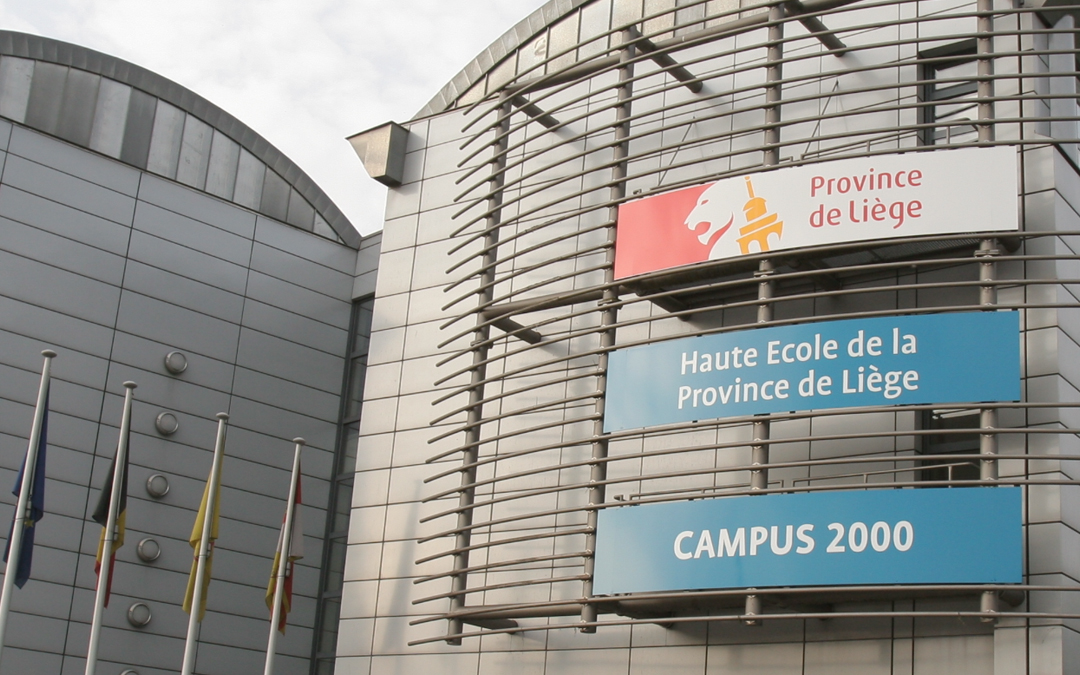 Province
de Liège
Haute Ecole de la
Province de Liège
CAMPUS 2000